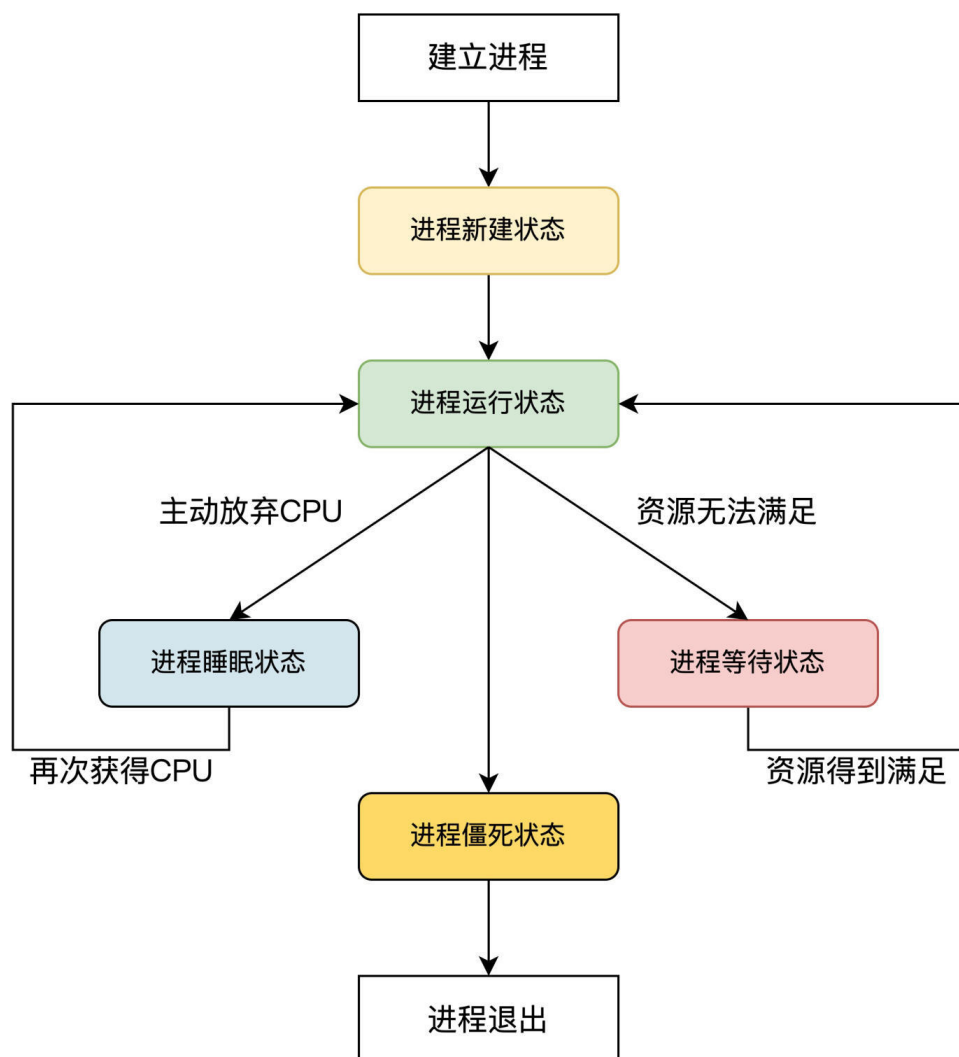 建立进程
进程新建状态
进程运行状态
主动放弃CPU
资源无法满足
进程睡眠状态
进程等待状态
再次获得CPU
资源得到满足
进程僵死状态
进程退出